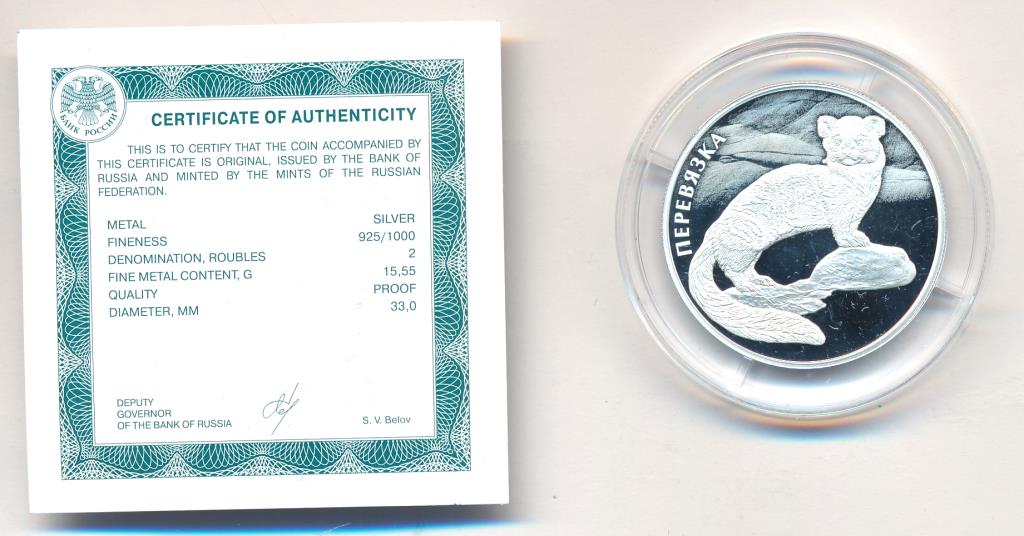 БАНК РОССИИ
CERTIFICATE OF AUTHENTICITY
THIS IS TO CERTIFY THAT THE COIN ACCOMPANIED BY
THIS CERTIFICATE IS ORIGINAL, ISSUED BY THE BANK OF
RUSSIA AND MINTED BY THE MINTS OF THE RUSSIAN
FEDERATION.
METAL SILVER
FINENESS 925/1000
DENOMINATION, ROUBLES 2
FINE METAL CONTENT, G 15,55
QUALITY PROOF
DIAMETER, MM 33,0
DEPUTY
GOVERNOR
OF THE BANK OF RUSSIA S. V. Belov
ПЕРЕВЯЗКА